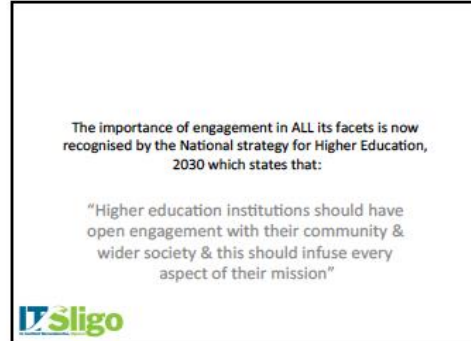 The importance of engagement in ALL its facets is now
recognised by the National strategy for Higher Education,
2030 which states that:
“Higher education institutions should have
open engagement with their community &
wider society & this should infuse every
aspect of their mission”
IT Sligo